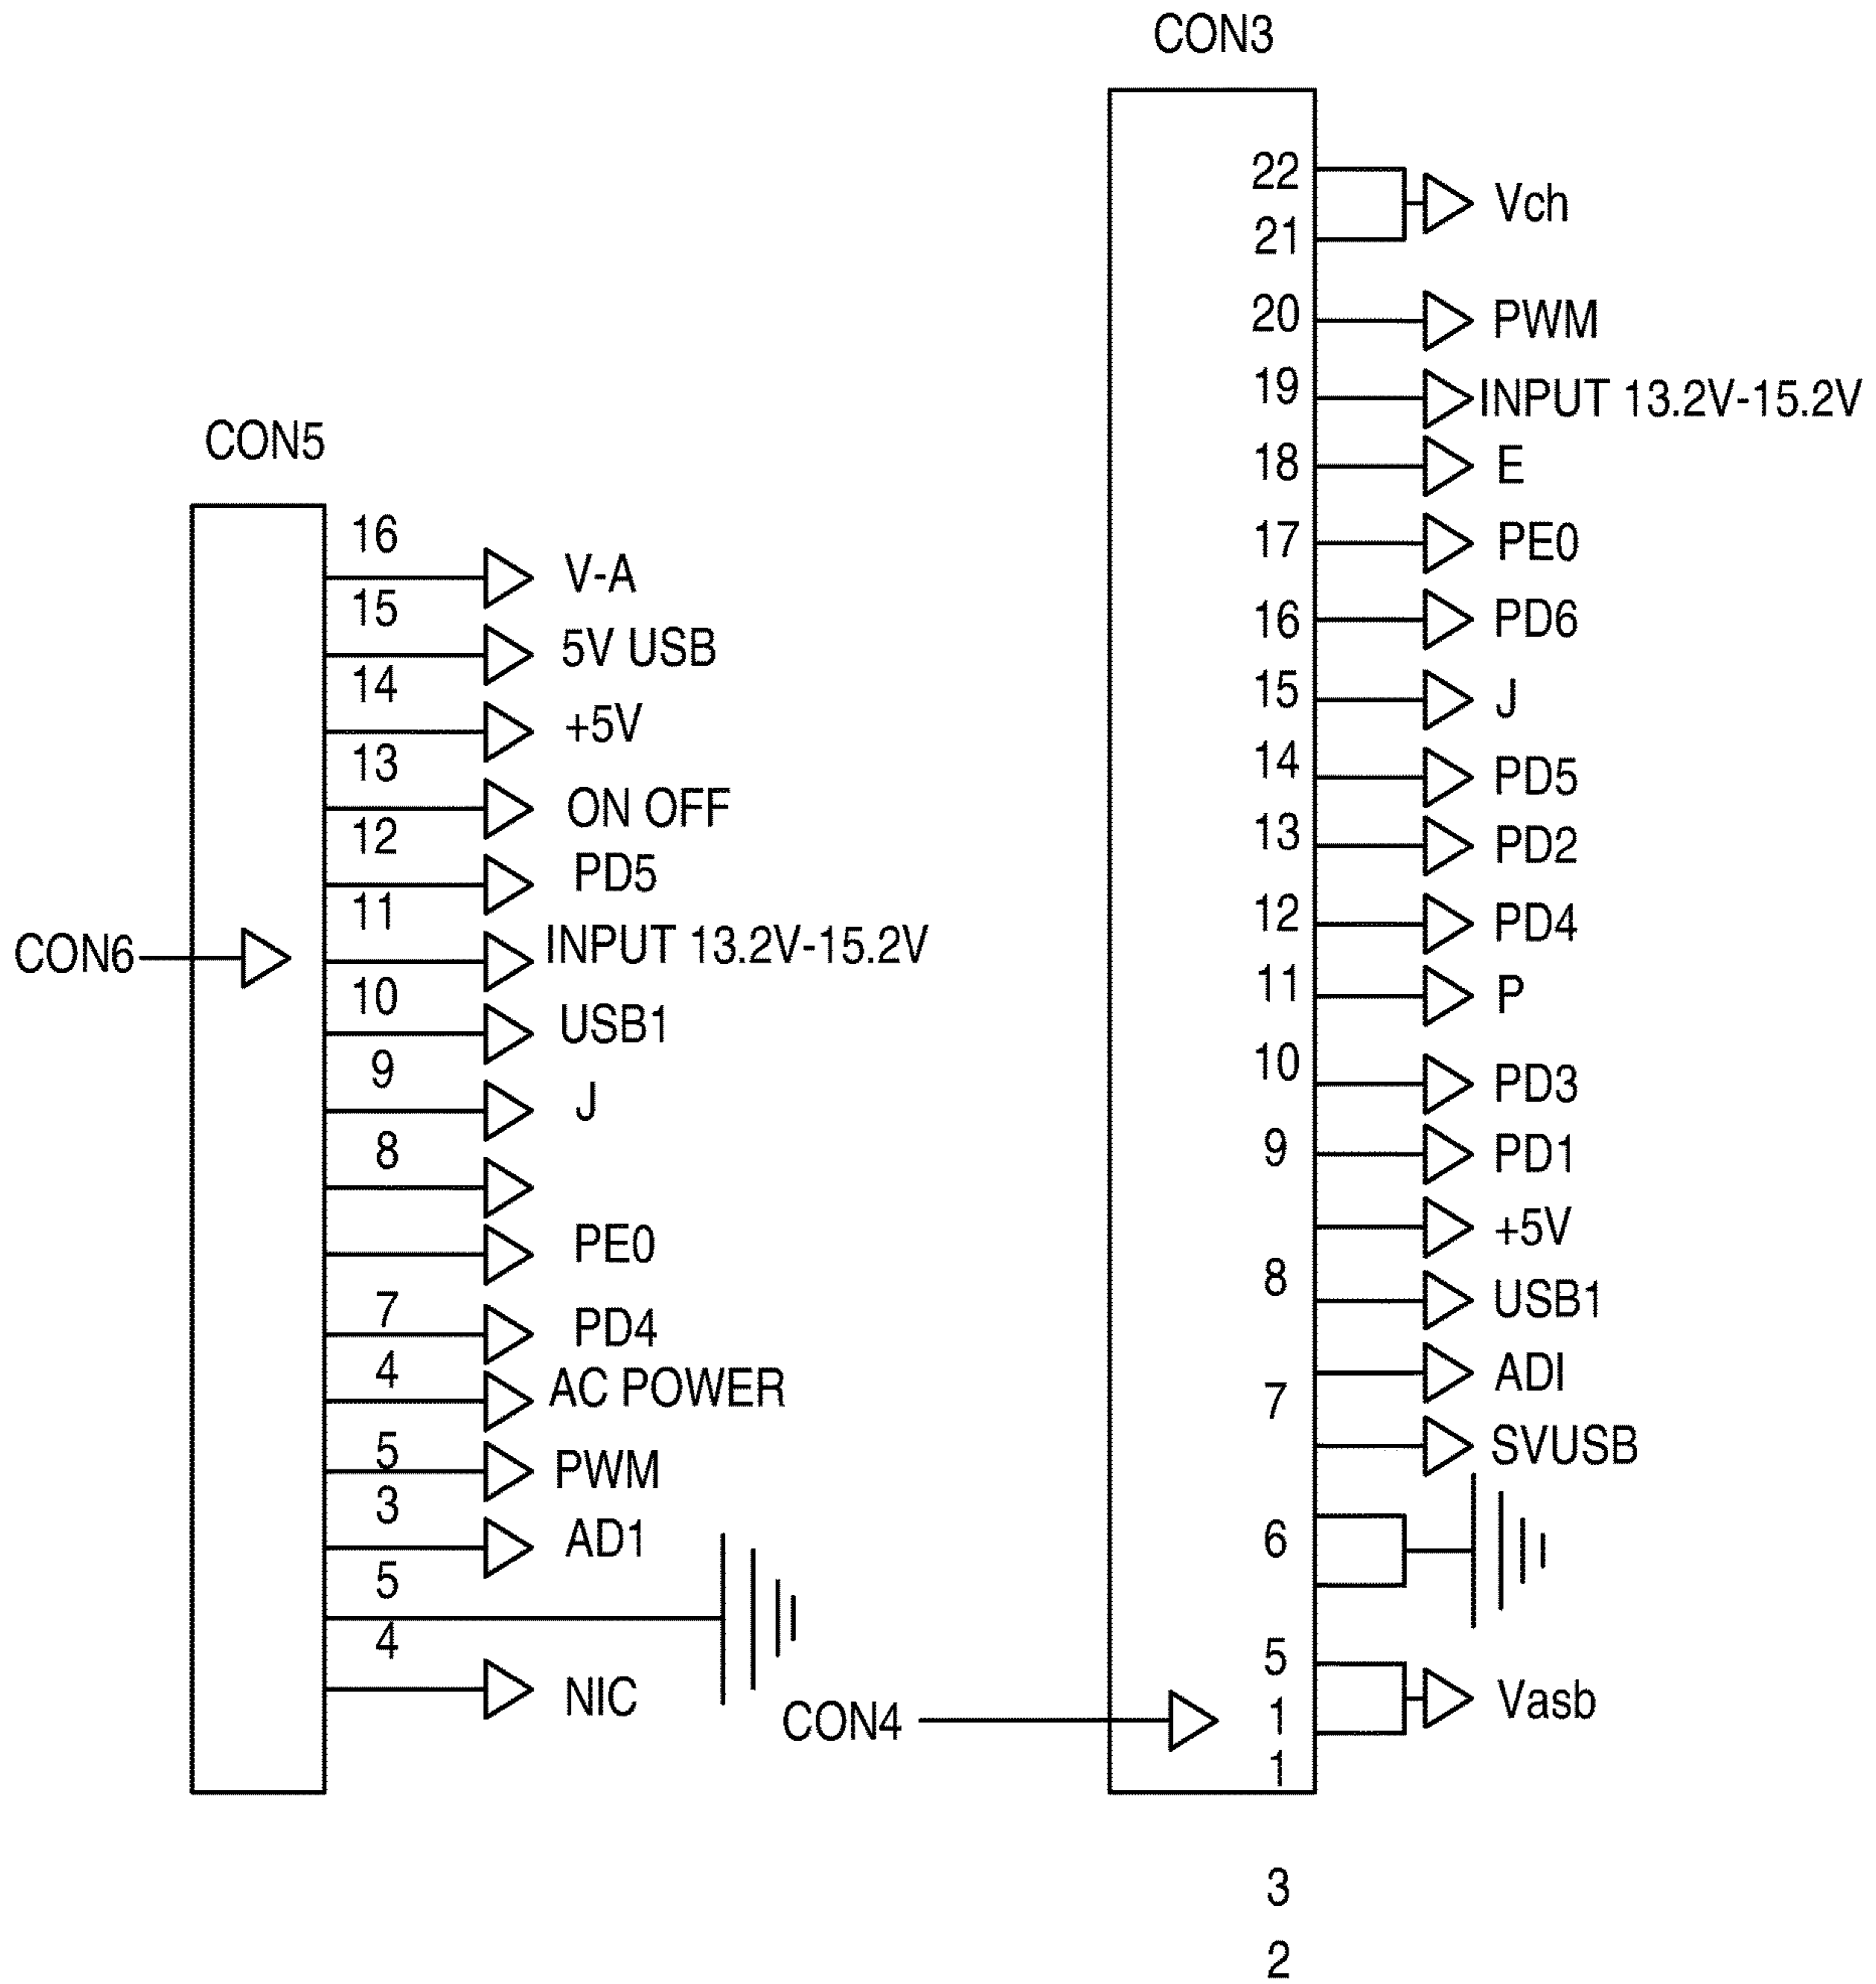 CON5
16
V-A
15
5V USB
14
+5V
13
ON OFF
12
PD5
11
CON6
INPUT 13.2V-15.2V
10
USB1
9
J
8
PE0
7
PD4
4
AC POWER
5
PWM
3
AD1
5
4
NIC
CON3
22
Vch
21
20
PWM
19
INPUT 13.2V-15.2V
18
E
17
PE0
16
PD6
15
J
14
PD5
13
PD2
12
PD4
11
P
10
PD3
9
PD1
+5V
8
USB1
ADI
7
SVUSB
6
5
Vasb
CON4
1
1
3
2